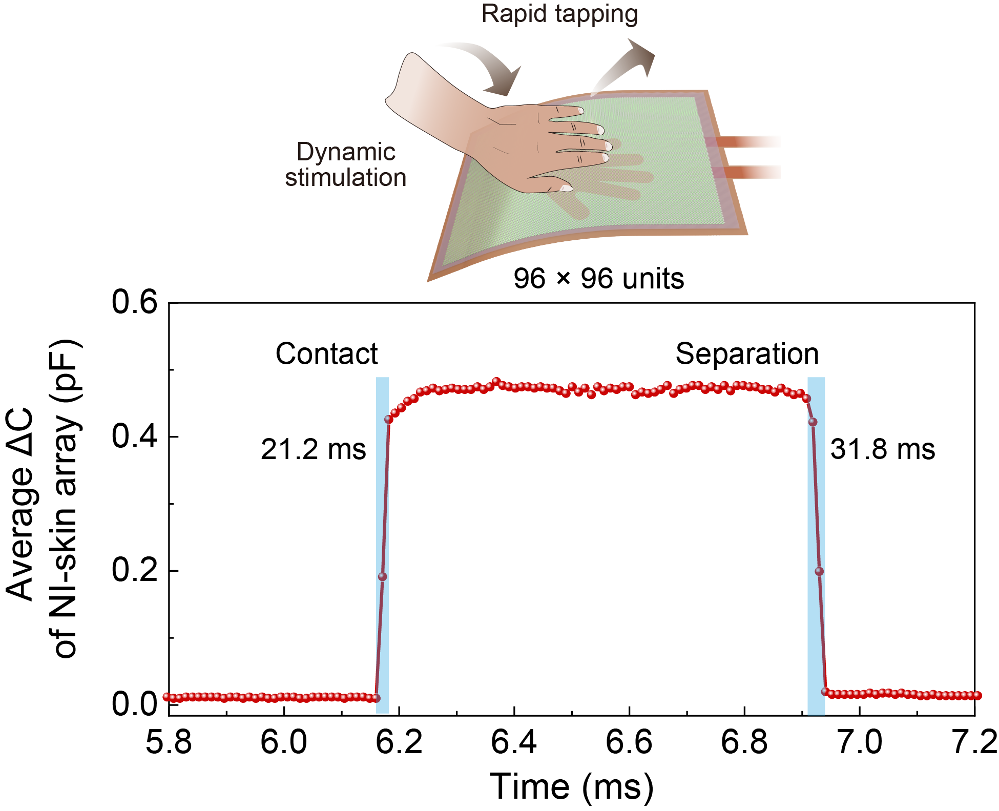 Rapid tapping
Dynamic
stimulation
96 × 96 units
Average ΔC
of NI-skin array (pF)
0.6
0.4
0.2
0.0
Contact
Separation
21.2 ms
31.8 ms
5.8
6.0
6.2
6.4
6.6
6.8
7.0
7.2
Time (ms)